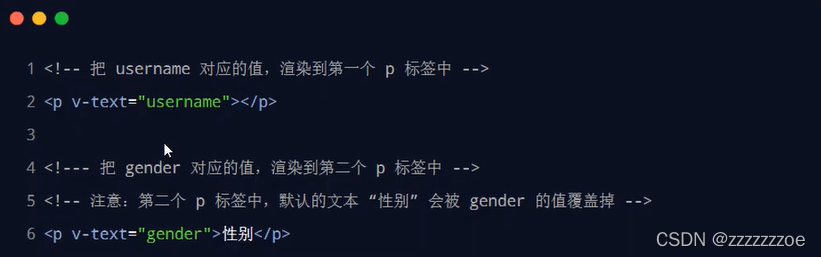 1 <!-- 把 username 对应的值，渲染到第一个 p 标签中 -->
2 <p v-text="username"></p>
3
4 <!--- 把 gender 对应的值，渲染到第二个 p 标签中 -->
5 <!-- 注意：第二个 p 标签中，默认的文本 “性别” 会被 gender 的值覆盖掉 -->
6 <p v-text="gender">性别</p>
CSDN @zzzzzzzoe